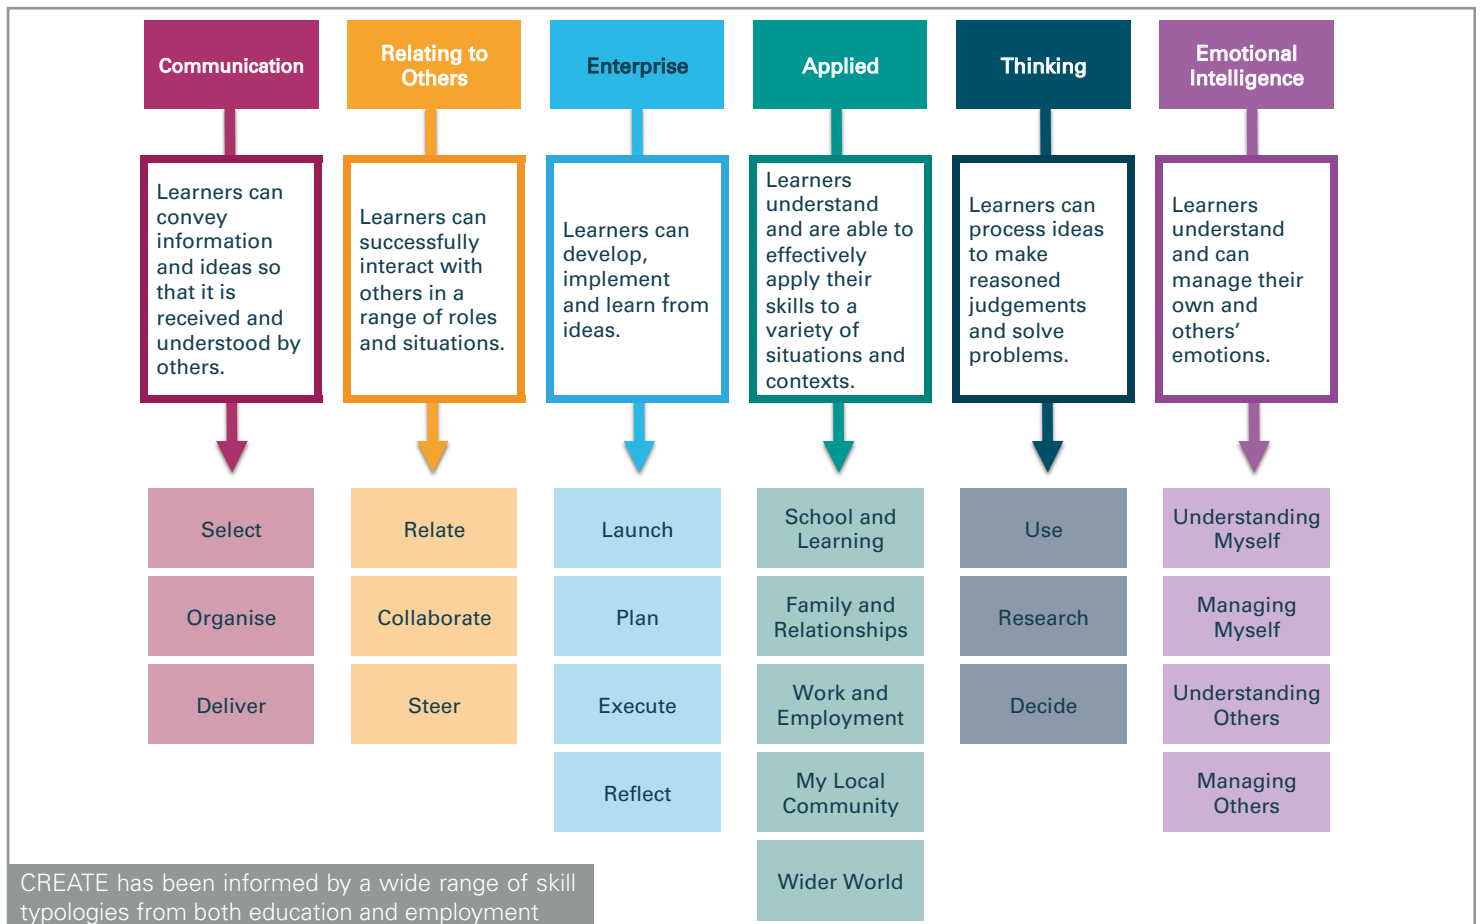 Communication
Relating to
Others
Enterprise
Applied
Thinking
Emotional
Intelligence
Learners can
convey
information
and ideas so
that it is
received and
understood by
others.
Learners can
successfully
interact with
others in a
range of roles
and situations.
Learners can
develop,
implement
and learn from
ideas.
Learners
understand
and are able to
effectively
apply their
skills to a
variety of
situations and
contexts.
Learners can
process ideas
to make
reasoned
judgements
and solve
problems.
Learners
understand
and can
manage their
own and
others’
emotions.
Select
Organise
Deliver
Relate
Collaborate
Steer
Launch
Plan
Execute
Reflect
School and
Learning
Family and
Relationships
Work and
Employment
My Local
Community
Wider World
Use
Research
Decide
Understanding
Myself
Managing
Myself
Understanding
Others
Managing
Others
CREATE has been informed by a wide range of skill
typologies from both education and employment